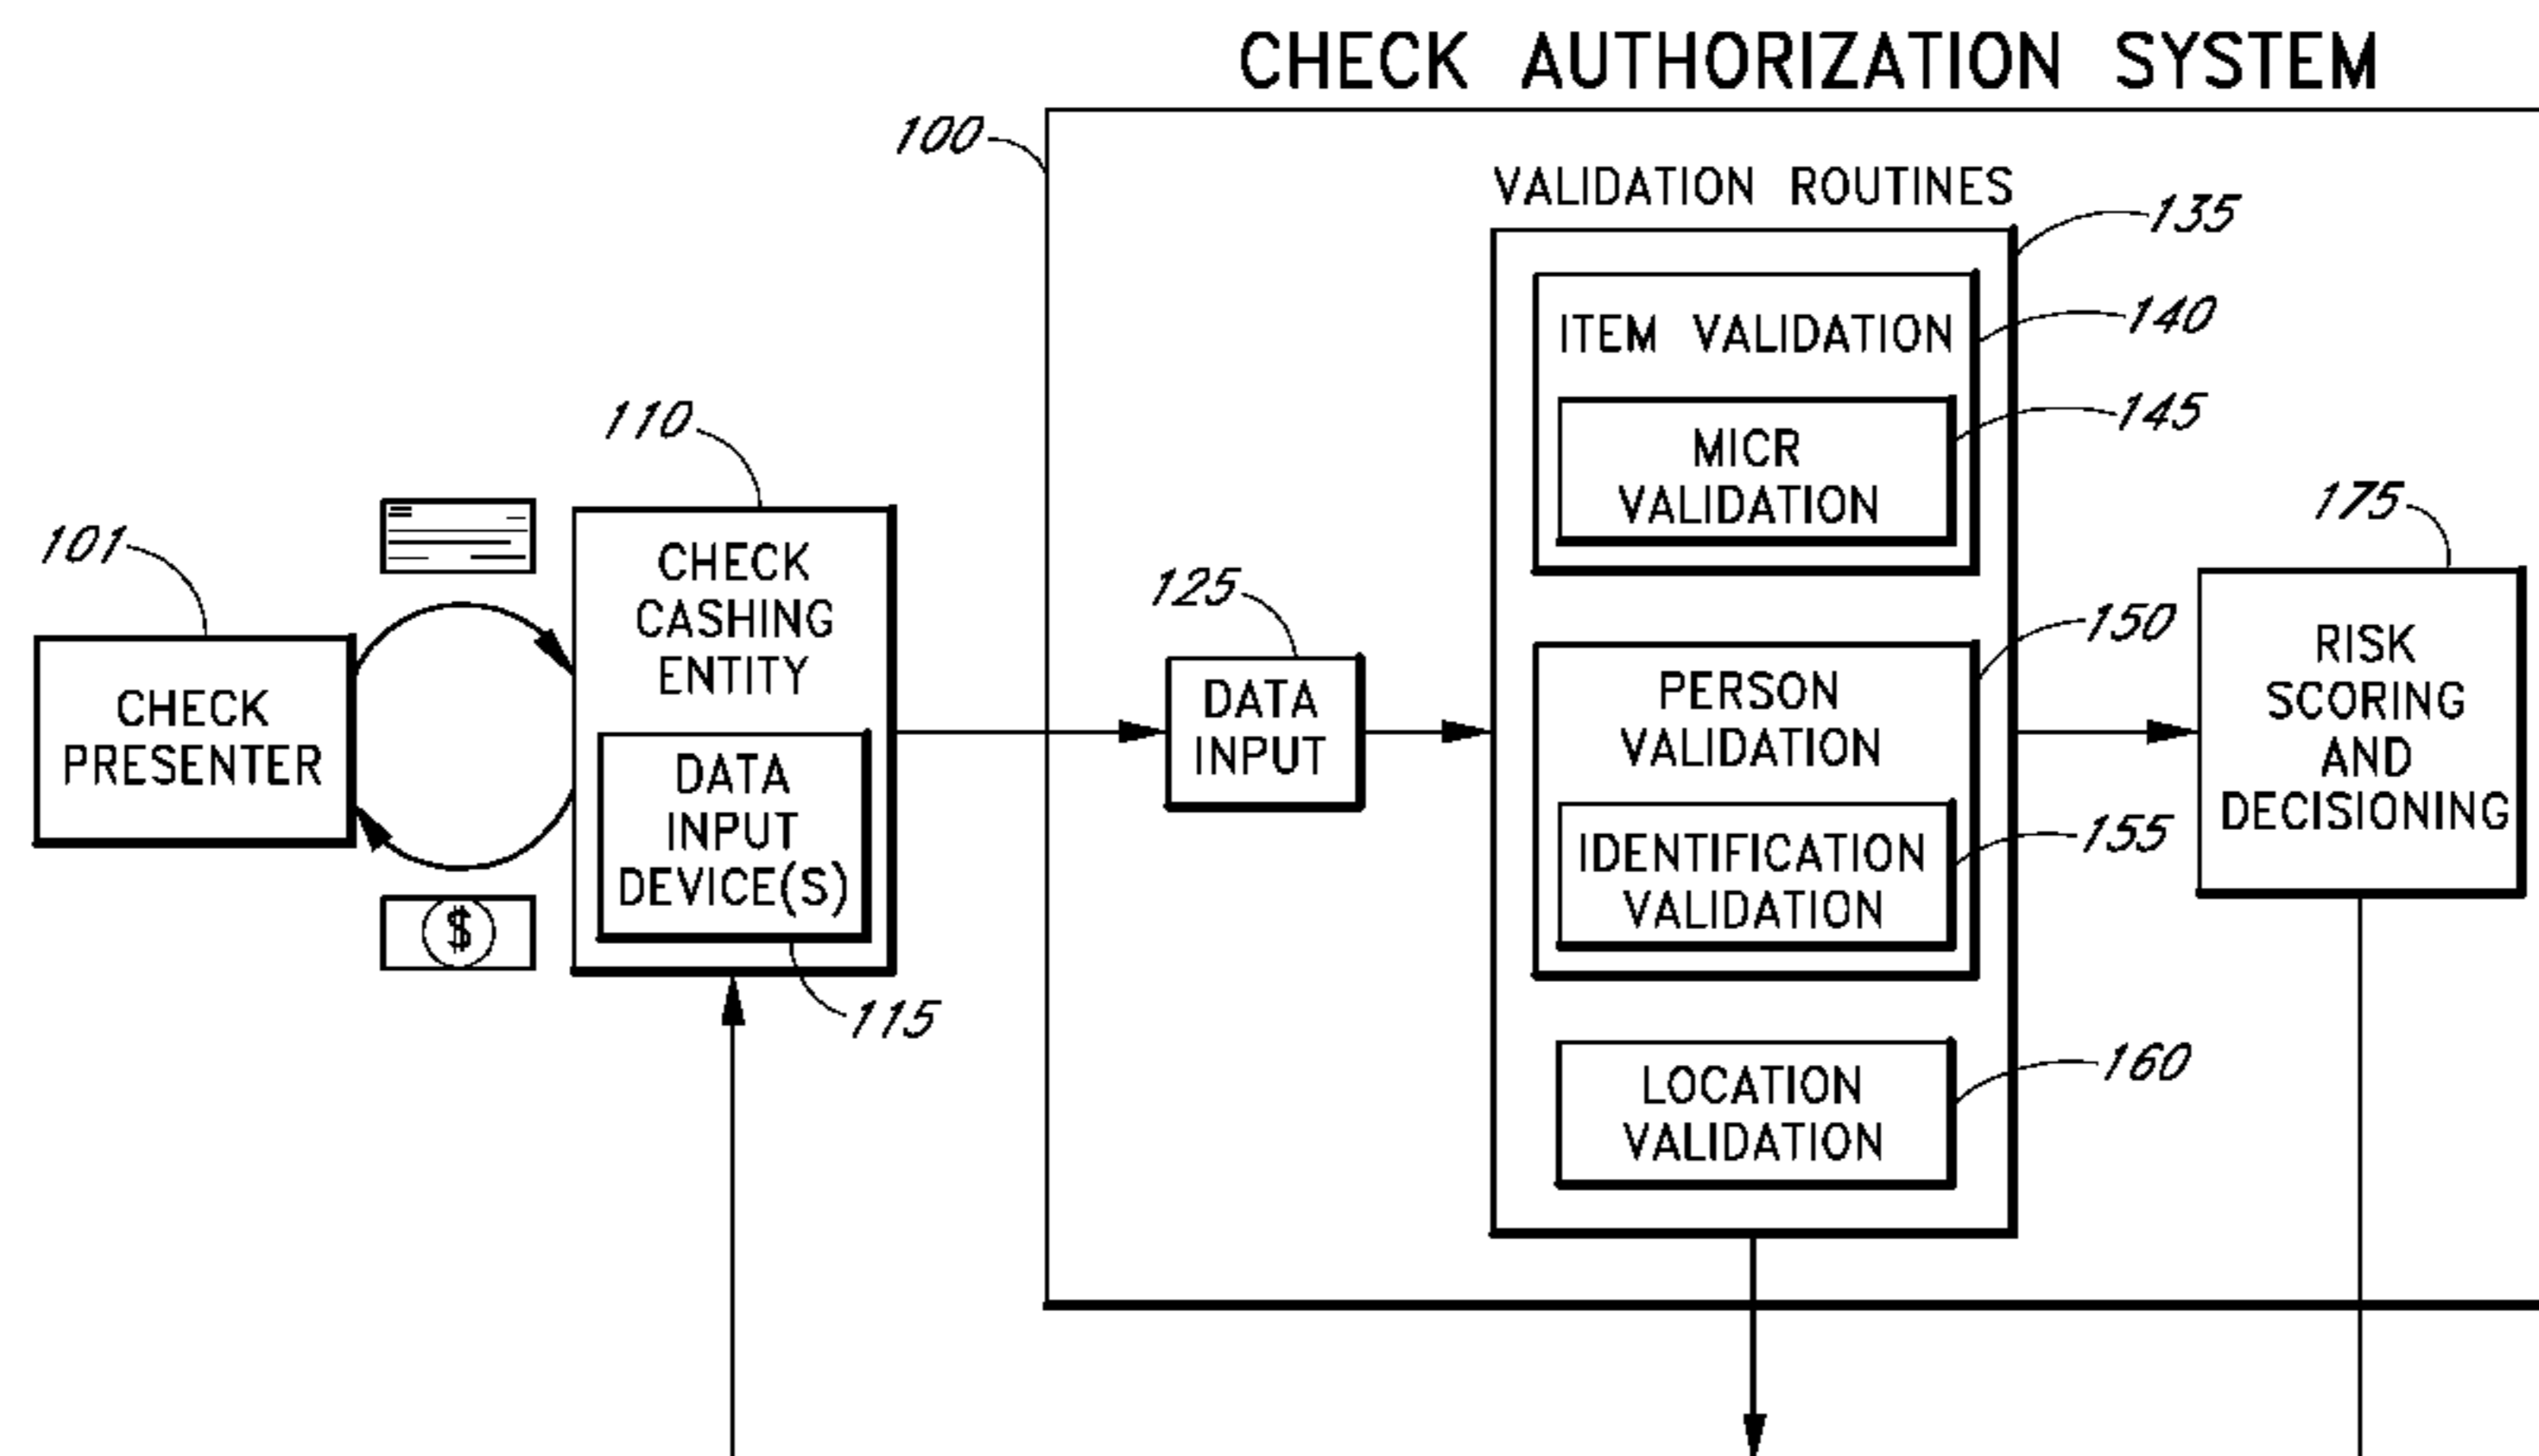 CHECK AUTHORIZATION SYSTEM
100
VALIDATION ROUTINES
135
ITEM VALIDATION
140
MICR
VALIDATION
145
110
CHECK
CASHING
ENTITY
DATA
INPUT
DEVICE(S)
115
101
CHECK
PRESENTER
$
125
DATA
INPUT
PERSON
VALIDATION
150
IDENTIFICATION
VALIDATION
155
LOCATION
VALIDATION
160
175
RISK
SCORING
AND
DECISIONING